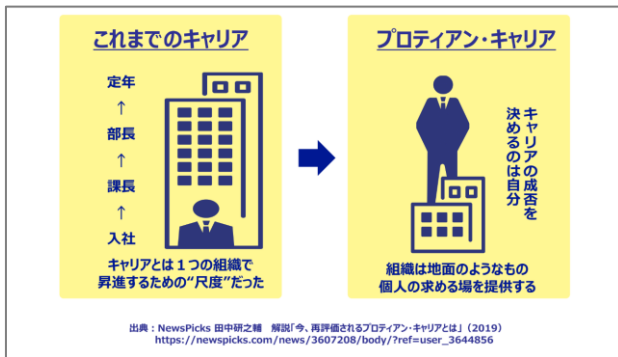 これまでのキャリア
定年
↑
部長
↑
課長
↑
入社
キャリアとは１つの組織で
昇進するための“尺度”だった
プロティアン・キャリア
キャリアの成否を
決めるのは自分
組織は地面のようなもの
個人の求める場を提供する
出典：NewsPicks 田中研之輔　解説「今、再評価されるプロティアン・キャリアとは」（2019）
https://newspicks.com/news/3607208/body/?ref=user_3644856